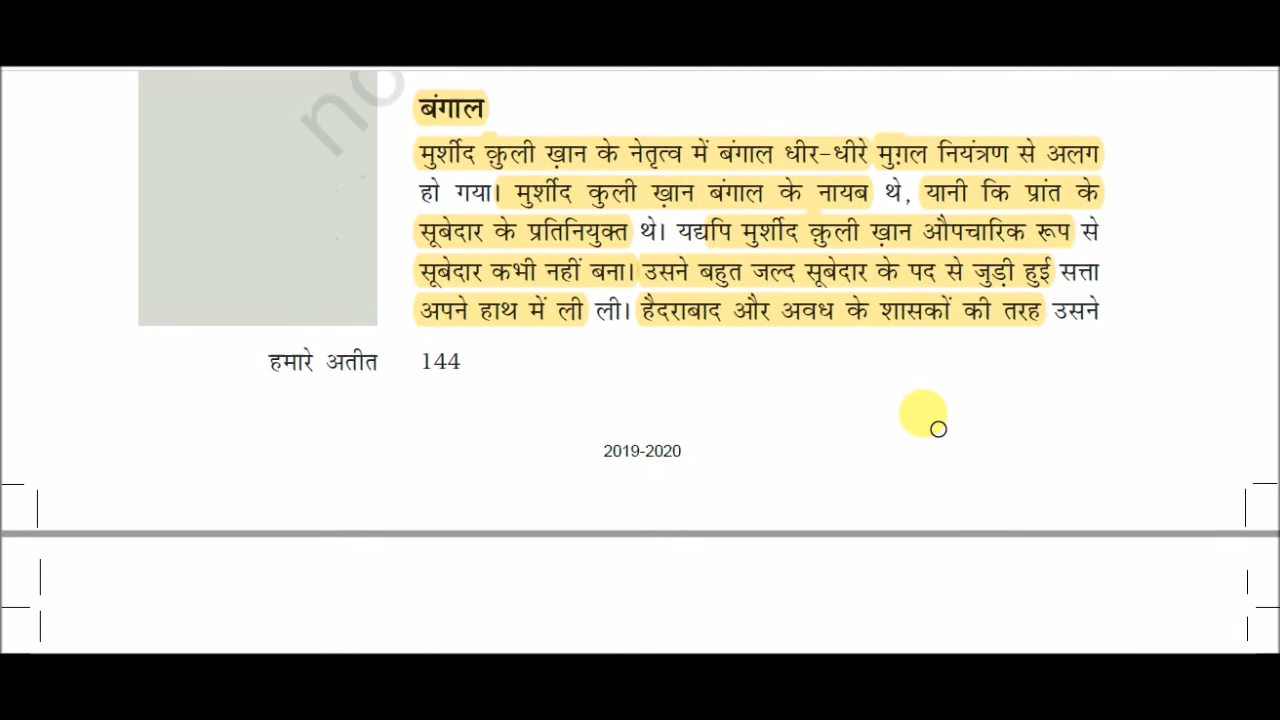 no
बंगाल
मुर्शीद क़ुली ख़ान के नेतृत्व में बंगाल धीर-धीरे मुग़ल नियंत्रण से अलग
हो गया। मुर्शीद कुली ख़ान बंगाल के नायब थे, यानी कि प्रांत के
सूबेदार के प्रतिनियुक्त थे। यद्यपि मुर्शीद क़ुली ख़ान औपचारिक रूप से
सूबेदार कभी नहीं बना। उसने बहुत जल्द सूबेदार के पद से जुड़ी हुई सत्ता
अपने हाथ में ली ली। हैदराबाद और अवध के शासकों की तरह उसने
हमारे अतीत 144
2019-2020